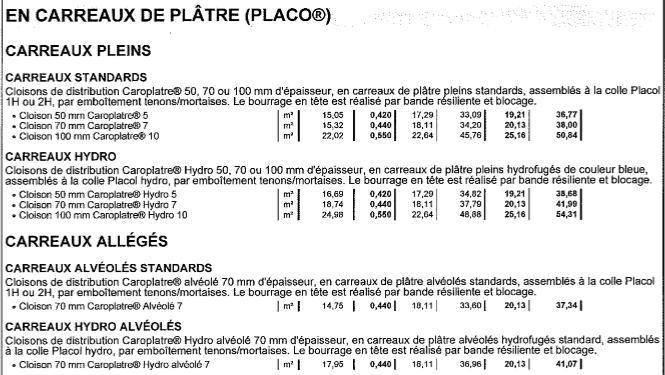 EN CARREAUX DE PLÂTRE (PLACO®)
CARREAUX PLEINS
CARREAUX STANDARDS
Cloisons de distribution Caroplatre® 50, 70 ou 100 mm d'épaisseur, en carreaux de plâtre pleins standards, assemblés à la colle Placol
1H ou 2H, par emboîtement tenons/mortaises. Le bourrage en tête est réalisé par bande résiliente et blocage.
• Cloison 50 mm Caroplatre® 5 m² 15,05 0,420 17,29 33,09 19,21 36,77
• Cloison 70 mm Caroplatre® 7 m² 15,32 0,440 18,11 34,20 20,13 38,00
• Cloison 100 mm Caroplatre® 10 m² 22,02 0,550 22,64 45,76 25,16 50,84
CARREAUX HYDRO
Cloisons de distribution Caroplatre® Hydro 50, 70 ou 100 mm d'épaisseur, en carreaux de plâtre pleins hydrofugés de couleur bleue,
assemblés à la colle Placol hydro, par emboîtement tenons/mortaises. Le bourrage en tête est réalisé par bande résiliente et blocage.
• Cloison 50 mm Caroplatre® Hydro 5 m² 16,69 0,420 17,29 34,82 19,21 38,68
• Cloison 70 mm Caroplatre® Hydro 7 m² 18,74 0,440 18,11 37,79 20,13 41,99
• Cloison 100 mm Caroplatre® Hydro 10 m² 24,98 0,550 22,64 48,88 25,16 54,31
CARREAUX ALLÉGÉS
CARREAUX ALVÉOLÉS STANDARDS
Cloisons de distribution Caroplatre® alvéolé 70 mm d'épaisseur, en carreaux de plâtre alvéolés standards, assemblés à la colle Placol
1H ou 2H, par emboîtement tenons/mortaises. Le bourrage en tête est réalisé par bande résiliente et blocage.
• Cloison 70 mm Caroplatre® Alvéolé 7 m² 14,75 0,440 18,11 33,60 20,13 37,34
CARREAUX HYDRO ALVÉOLÉS
Cloisons de distribution Caroplatre® Hydro alvéolé 70 mm d'épaisseur, en carreaux de plâtre alvéolés hydrofugés standard, assemblés
à la colle Placol hydro, par emboîtement tenons/mortaises. Le bourrage en tête est réalisé par bande résiliente et blocage.
• Cloison 70 mm Caroplatre® Hydro alvéolé 7 m² 17,95 0,440 18,11 36,96 20,13 41,07